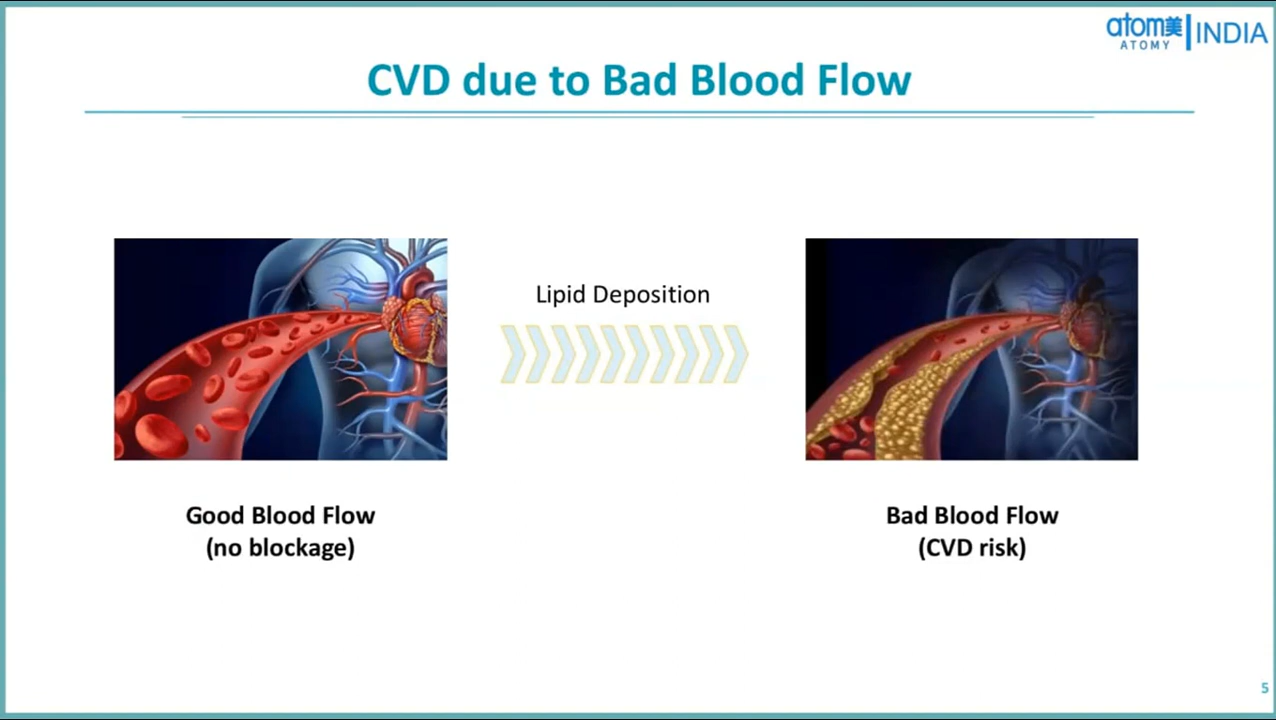 atom美 | INDIA
ATOMY
CVD due to Bad Blood Flow
Lipid Deposition
Good Blood Flow
(no blockage)
Bad Blood Flow
(CVD risk)
5